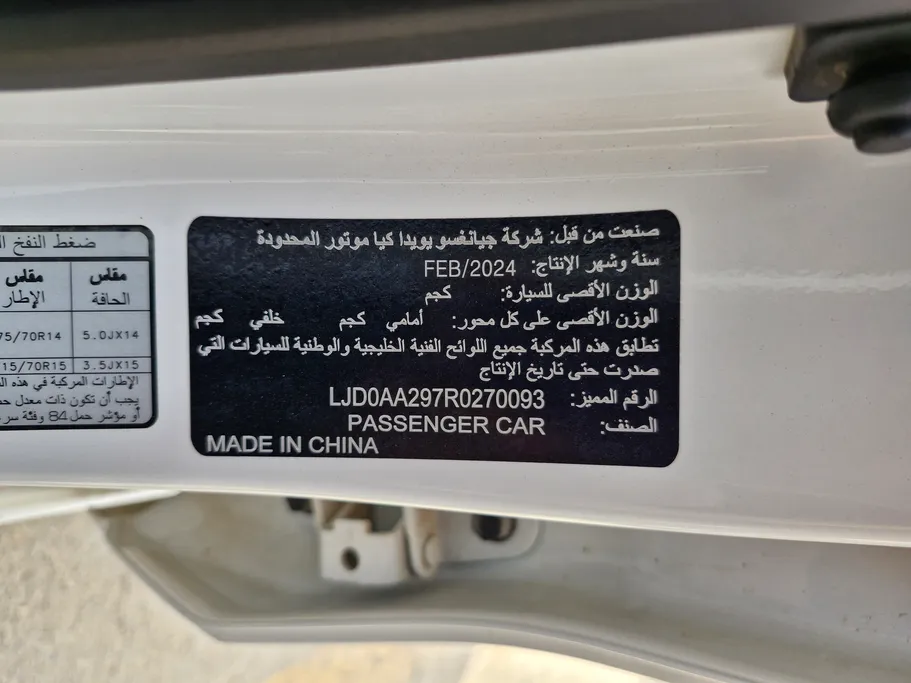 صنعت من قبل: شركة جيانغسو يويدا كيا موتور المحدودة
سنة وشهر الإنتاج: FEB/2024
الوزن الأقصى للسيارة: كجم
الوزن الأقصى على كل محور: أمامي كجم خلفي كجم
تطابق هذه المركبة جميع اللوائح الفنية الخليجية والوطنية للسيارات التي
صدرت حتى تاريخ الإنتاج
الرقم المميز: LJD0AA297R0270093
الصنف: PASSENGER CAR
MADE IN CHINA
ضغط النفخ
مقاس الحافة
مقاس الإطار
5.0JX14 75/70R14
3.5JX15 15/70R15
الإطارات المركبة في هذه
يجب أن تكون ذات معدل
أو مؤشر حمل 84 وفئة